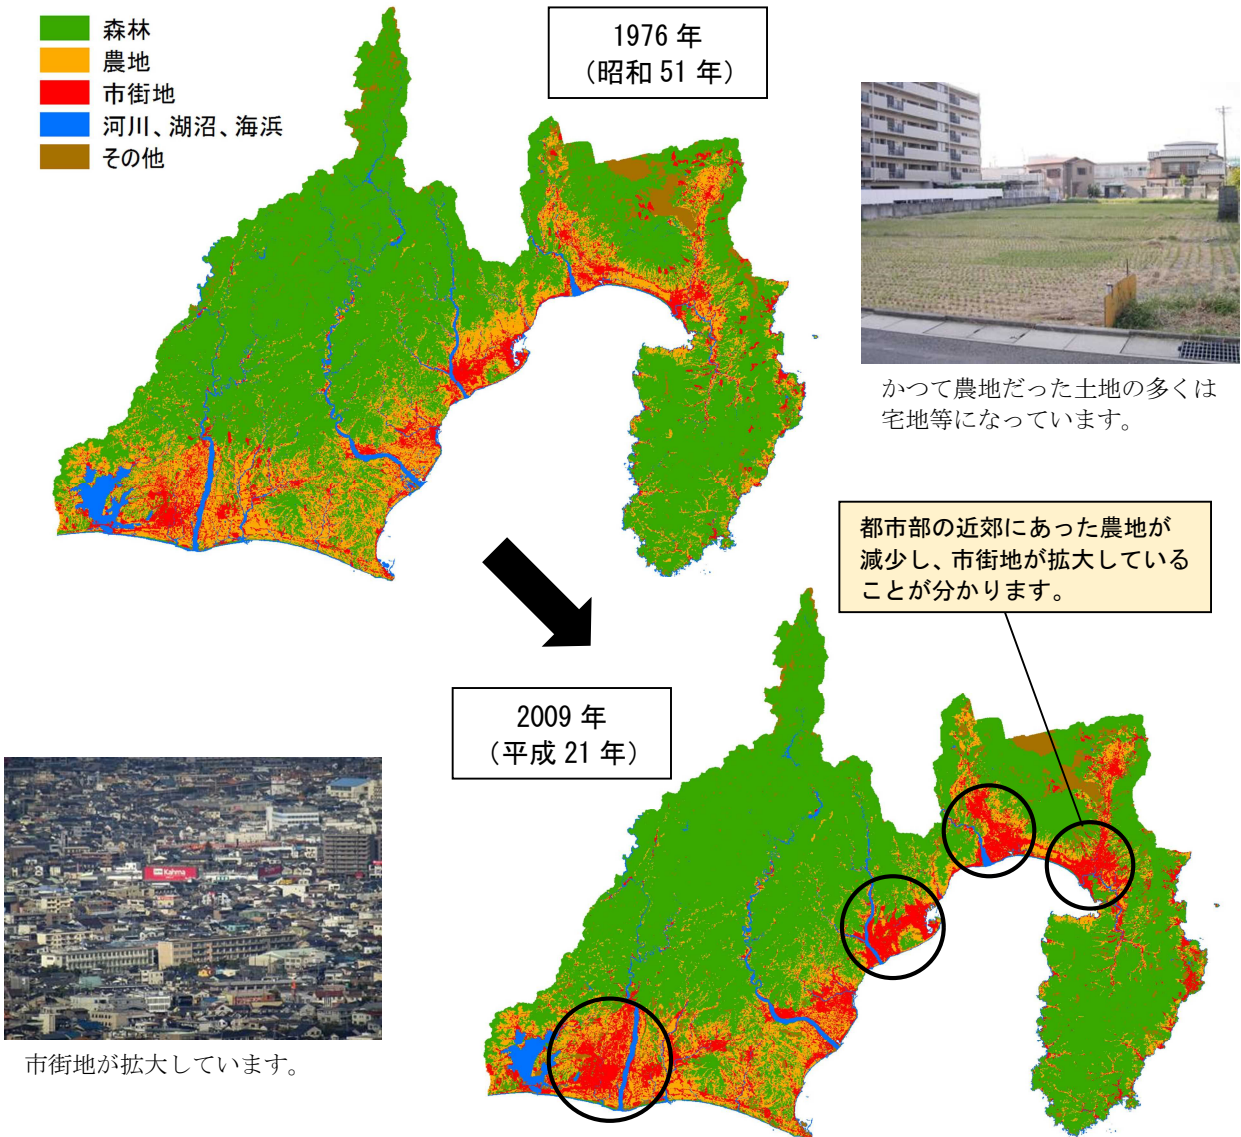 森林
農地
市街地
河川、湖沼、海浜
その他
1976 年
（昭和 51 年）
かつて農地だった土地の多くは
宅地等になっています。
都市部の近郊にあった農地が
減少し、市街地が拡大している
ことが分かります。
2009 年
（平成 21 年）
Kahma
市街地が拡大しています。